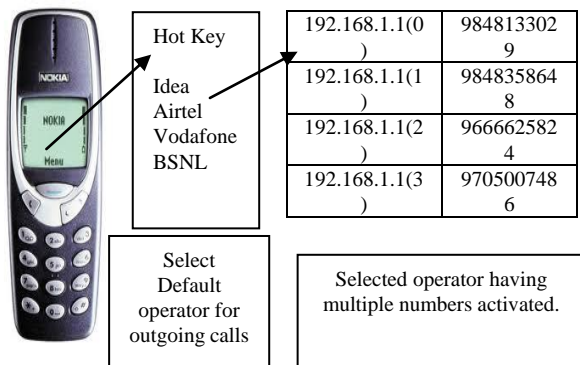 NOKIA
NOKIA
Menu
Hot Key
Idea
Airtel
Vodafone
BSNL
192.168.1.1(0
)
984813302
9
192.168.1.1(1
)
984835864
8
192.168.1.1(2
)
966662582
4
192.168.1.1(3
)
970500748
6
Select
Default
operator for
outgoing calls
Selected operator having
multiple numbers activated.